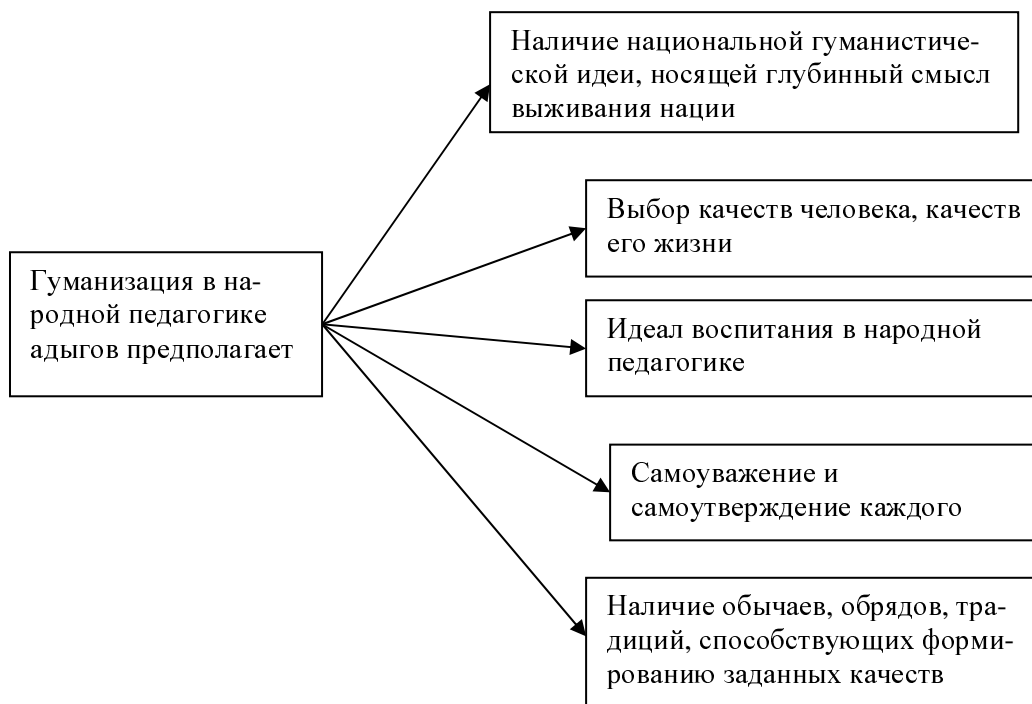 Наличие национальной гуманистиче-
ской идеи, носящей глубинный смысл
выживания нации
Выбор качеств человека, качеств
его жизни
Гуманизация в на-
родной педагогике
адыгов предполагает
Идеал воспитания в народной
педагогике
Самоуважение и
самоутверждение каждого
Наличие обычаев, обрядов, тра-
диций, способствующих форми-
рованию заданных качеств